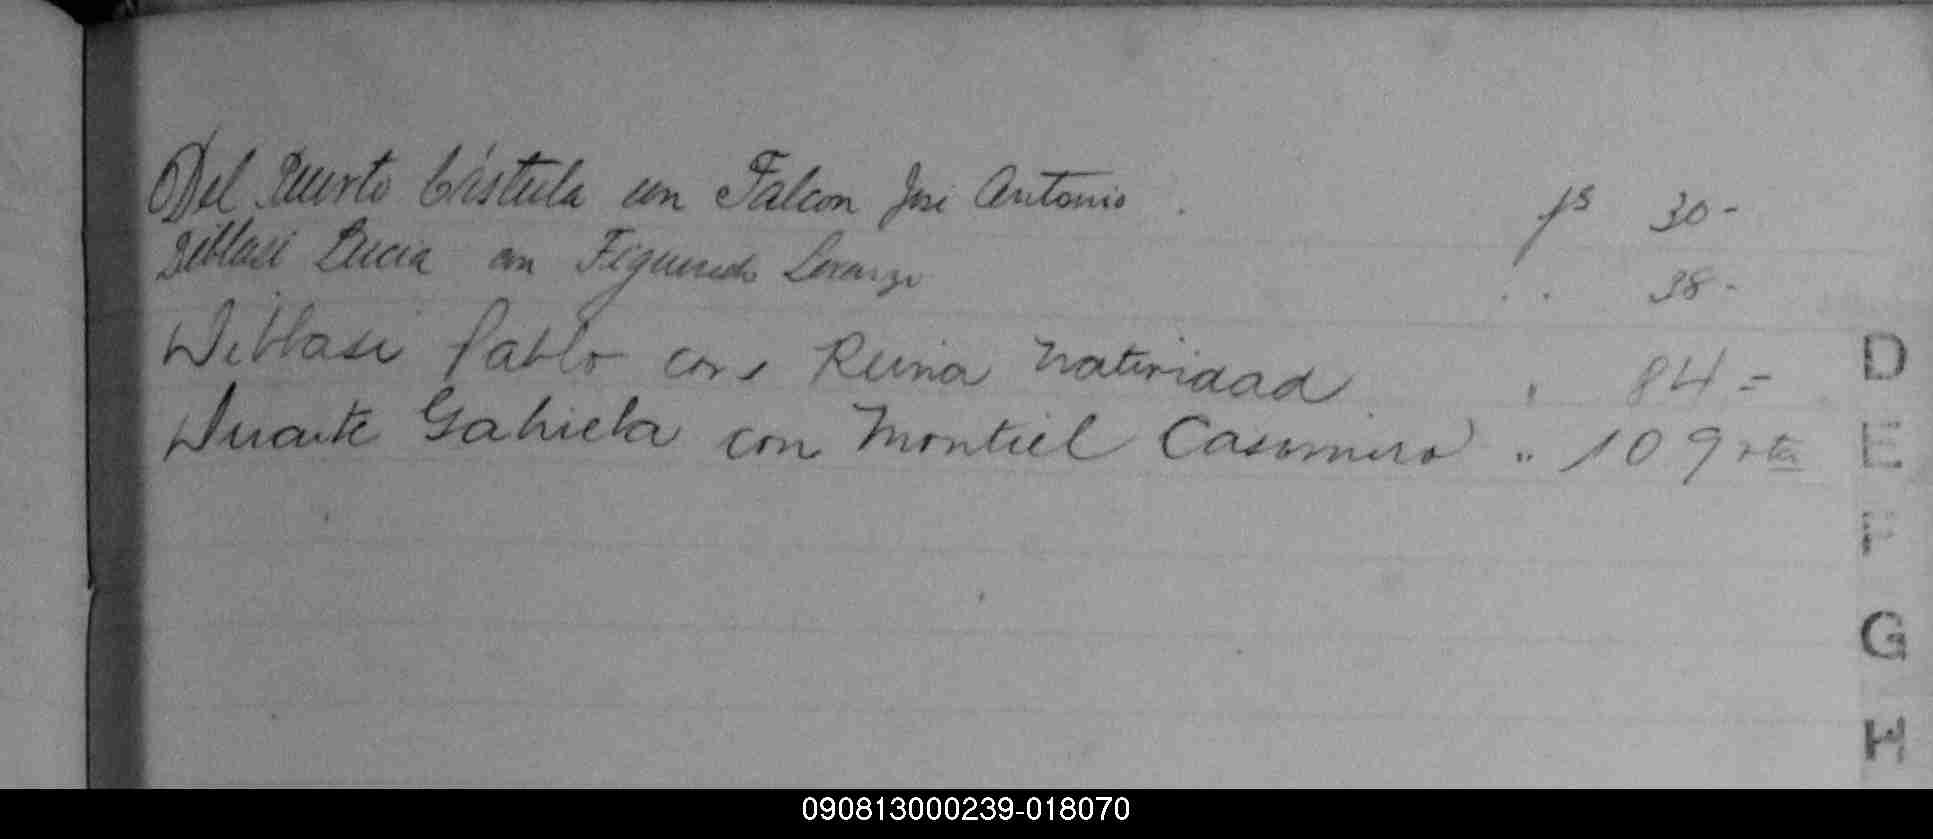 Del Puerto Cástula con Falcon José Antonio . fs 30 -
Diblasi Lucia con Figueredo Lorenzo . . 38 -
Diblasi Pablo con Reina Natividad " 84 =
Duarte Gabriela con Montiel Casimiro " 109 vta
D
E
F
G
H
090813000239-018070